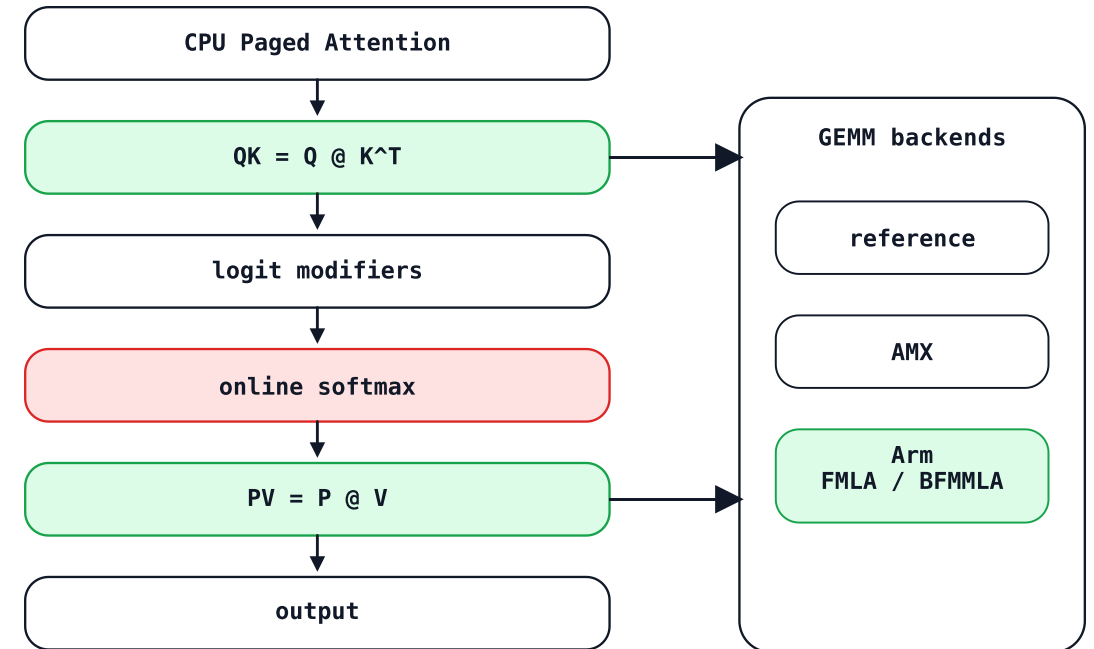 CPU Paged Attention
QK = Q @ K^T
logit modifiers
online softmax
PV = P @ V
output
GEMM backends
reference
AMX
Arm
FMLA / BFMMLA